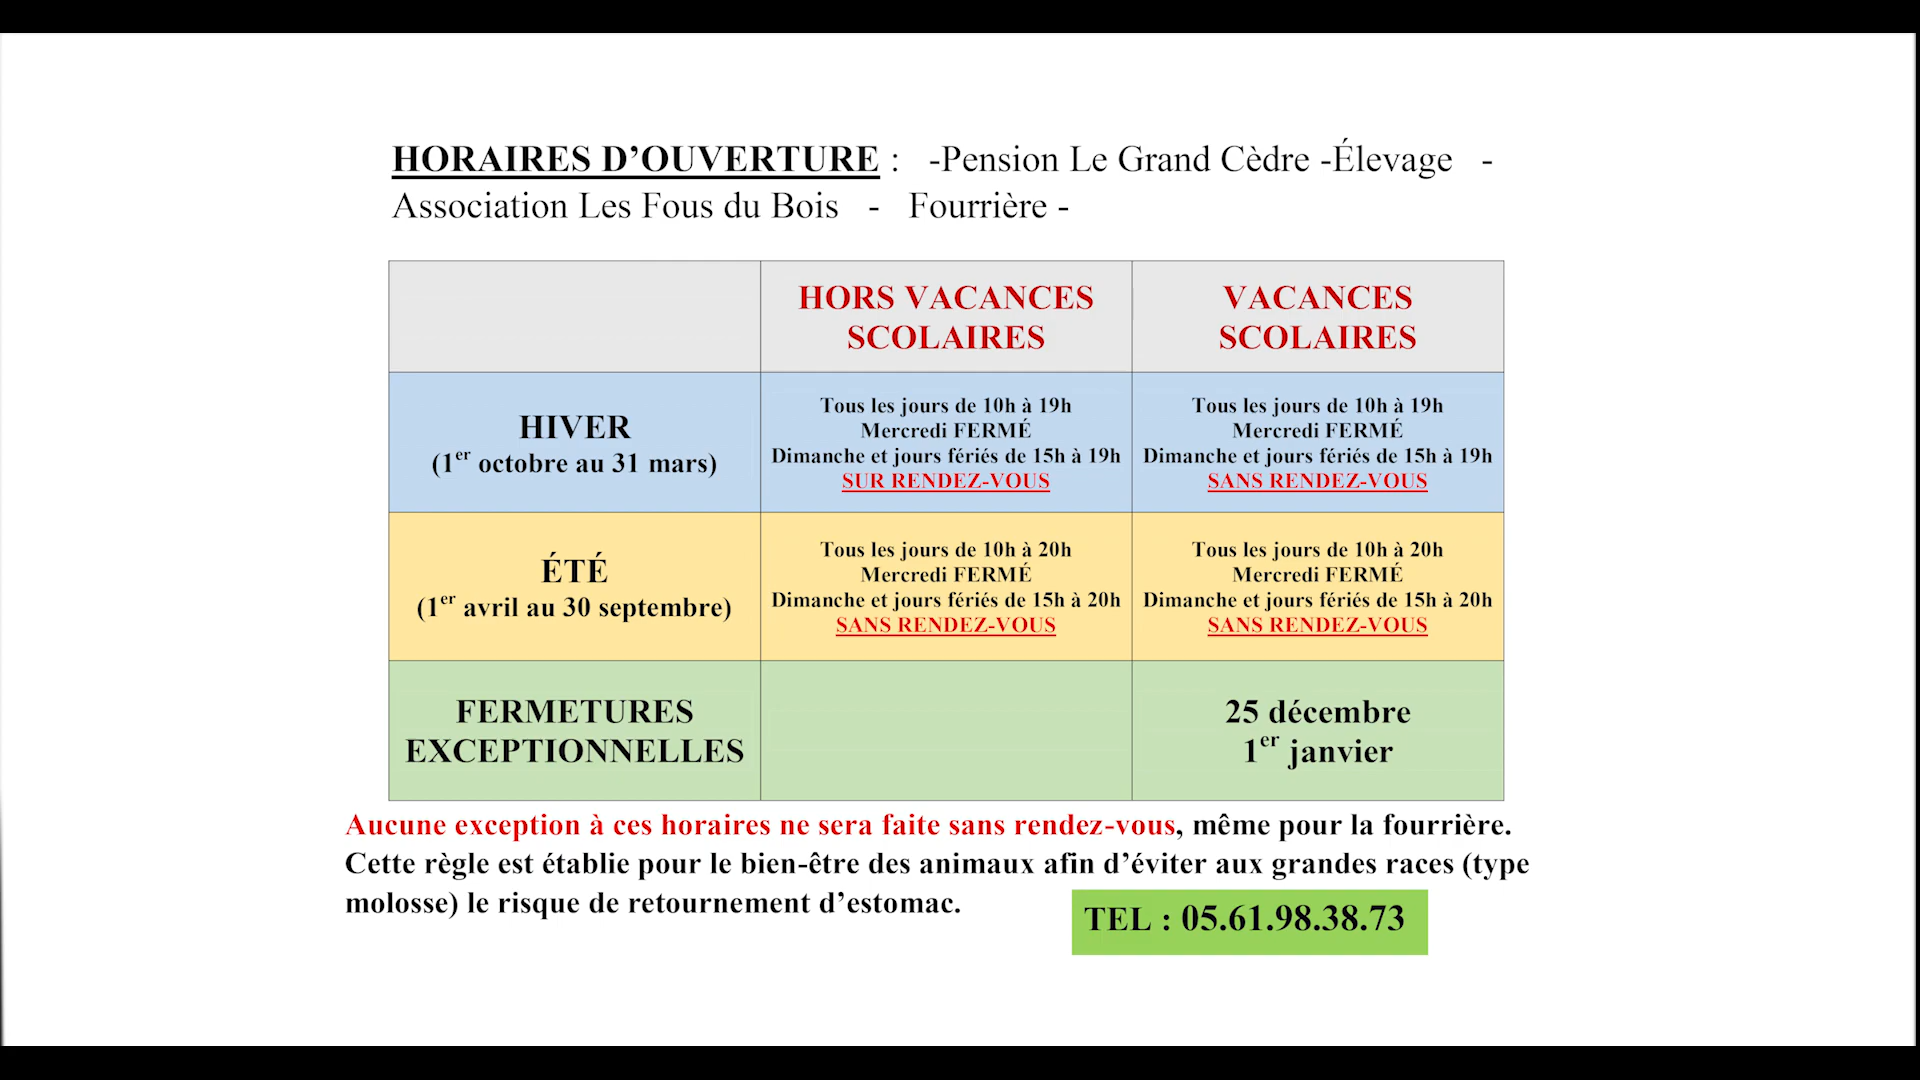 HORAIRES D’OUVERTURE : -Pension Le Grand Cèdre -Élevage -
Association Les Fous du Bois - Fourrière -
HORS VACANCES
SCOLAIRES
VACANCES
SCOLAIRES
HIVER
(1er octobre au 31 mars)
Tous les jours de 10h à 19h
Mercredi FERMÉ
Dimanche et jours fériés de 15h à 19h
SUR RENDEZ-VOUS
Tous les jours de 10h à 19h
Mercredi FERMÉ
Dimanche et jours fériés de 15h à 19h
SANS RENDEZ-VOUS
ÉTÉ
(1er avril au 30 septembre)
Tous les jours de 10h à 20h
Mercredi FERMÉ
Dimanche et jours fériés de 15h à 20h
SANS RENDEZ-VOUS
Tous les jours de 10h à 20h
Mercredi FERMÉ
Dimanche et jours fériés de 15h à 20h
SANS RENDEZ-VOUS
FERMETURES
EXCEPTIONNELLES
25 décembre
1er janvier
Aucune exception à ces horaires ne sera faite sans rendez-vous, même pour la fourrière.
Cette règle est établie pour le bien-être des animaux afin d’éviter aux grandes races (type
molosse) le risque de retournement d’estomac.
TEL : 05.61.98.38.73